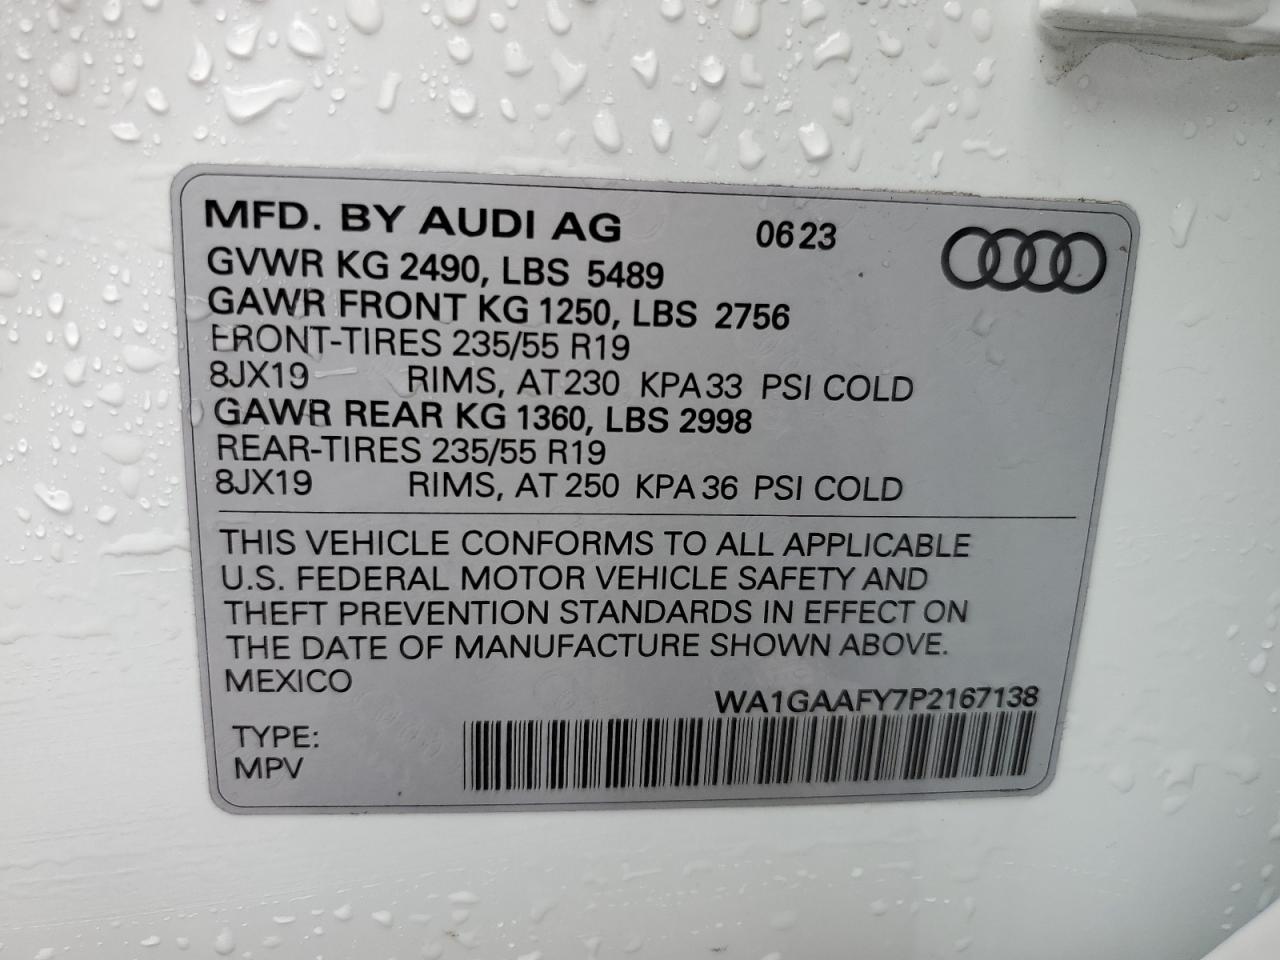 MFD. BY AUDI AG 0623
GVWR KG 2490, LBS 5489
GAWR FRONT KG 1250, LBS 2756
FRONT-TIRES 235/55 R19
8JX19 RIMS, AT 230 KPA 33 PSI COLD
GAWR REAR KG 1360, LBS 2998
REAR-TIRES 235/55 R19
8JX19 RIMS, AT 250 KPA 36 PSI COLD
THIS VEHICLE CONFORMS TO ALL APPLICABLE
U.S. FEDERAL MOTOR VEHICLE SAFETY AND
THEFT PREVENTION STANDARDS IN EFFECT ON
THE DATE OF MANUFACTURE SHOWN ABOVE.
MEXICO
WA1GAAFY7P2167138
TYPE:
MPV